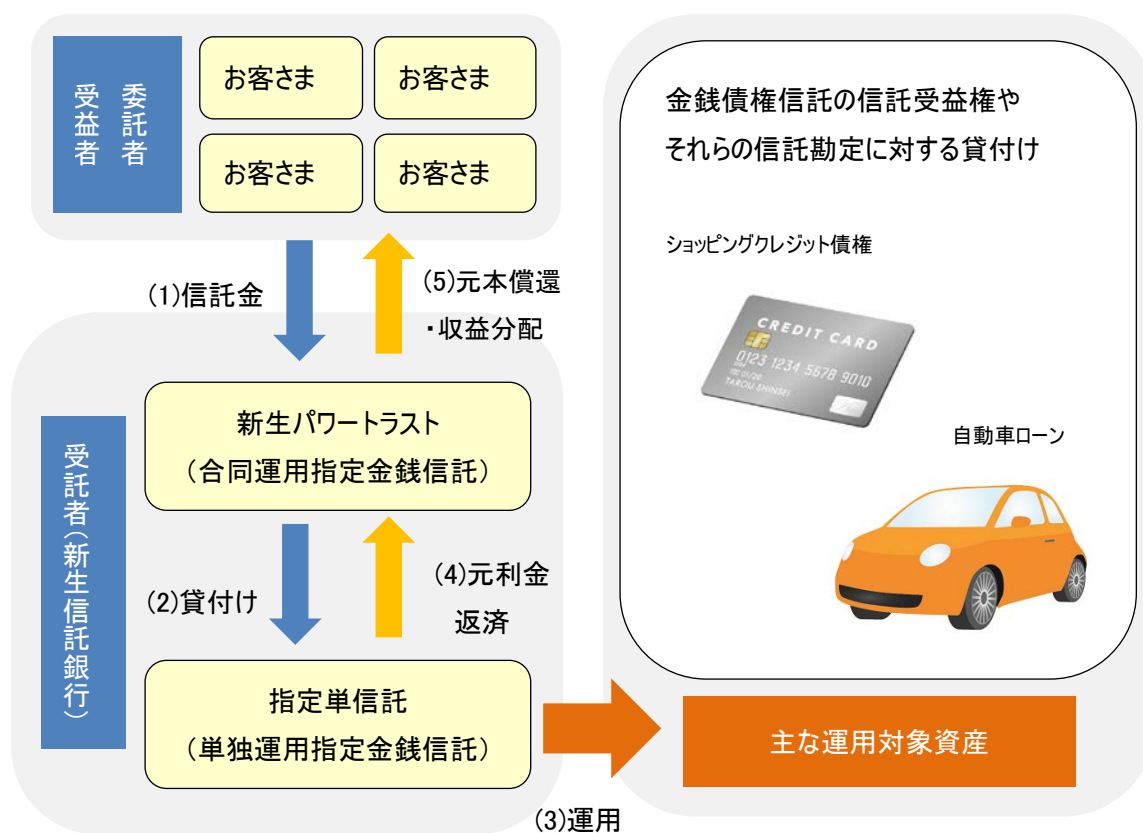 委託者
受益者
お客さま
お客さま
お客さま
お客さま
(1)信託金
(5)元本償還
・収益分配
受託者(新生信託銀行)
新生パワートラスト
(合同運用指定金銭信託)
(2)貸付け
(4)元利金
返済
指定単信託
(単独運用指定金銭信託)
(3)運用
金銭債権信託の信託受益権や
それらの信託勘定に対する貸付け
ショッピングクレジット債権
CREDIT CARD
0123 1234 5678 9010
TAROU SHINSEI
自動車ローン
主な運用対象資産